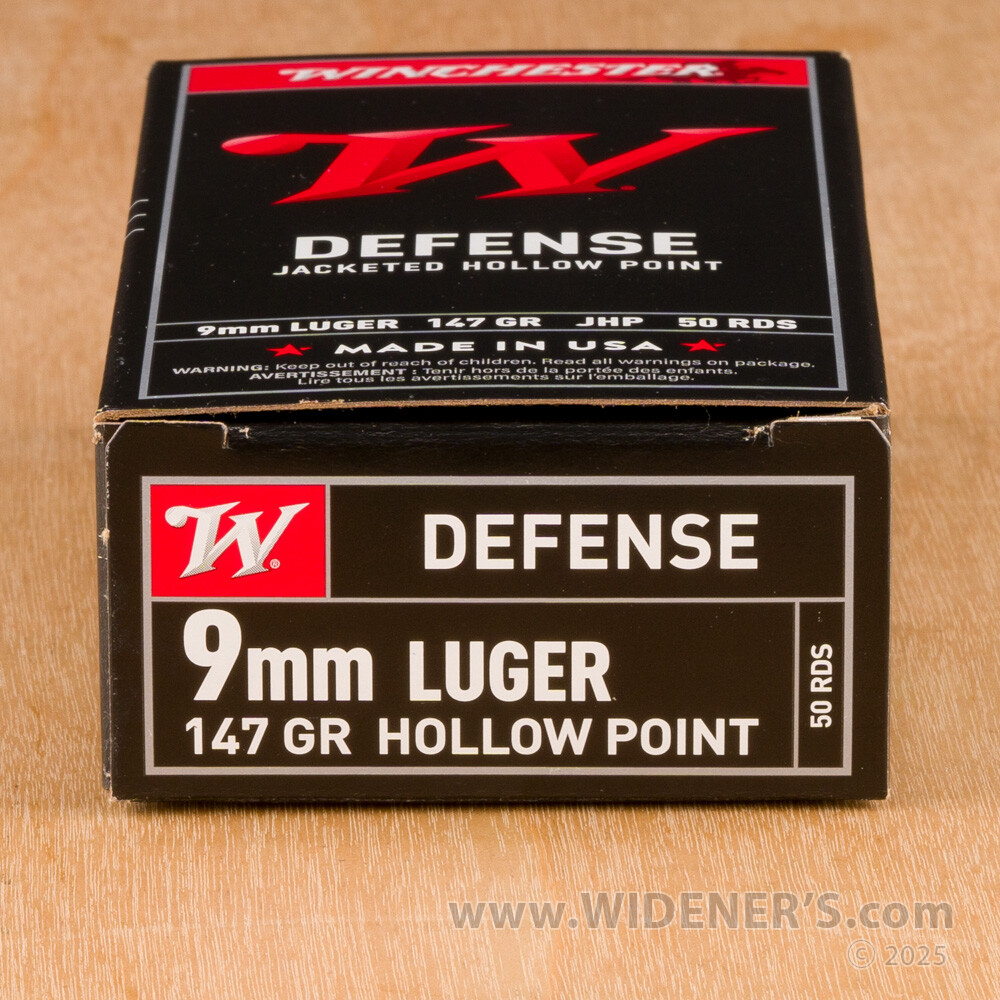 WINCHESTER
W
DEFENSE
JACKETED HOLLOW POINT
9mm LUGER 147 GR JHP 50 RDS
MADE IN USA
WARNING: Keep out of reach of children. Read all warnings on package.
AVERTISSEMENT : Tenir hors de la portée des enfants.
Lire tous les avertissements sur l'emballage.
W®
DEFENSE
9mm LUGER
147 GR HOLLOW POINT
50 RDS
www.WIDENER'S.com
© 2025